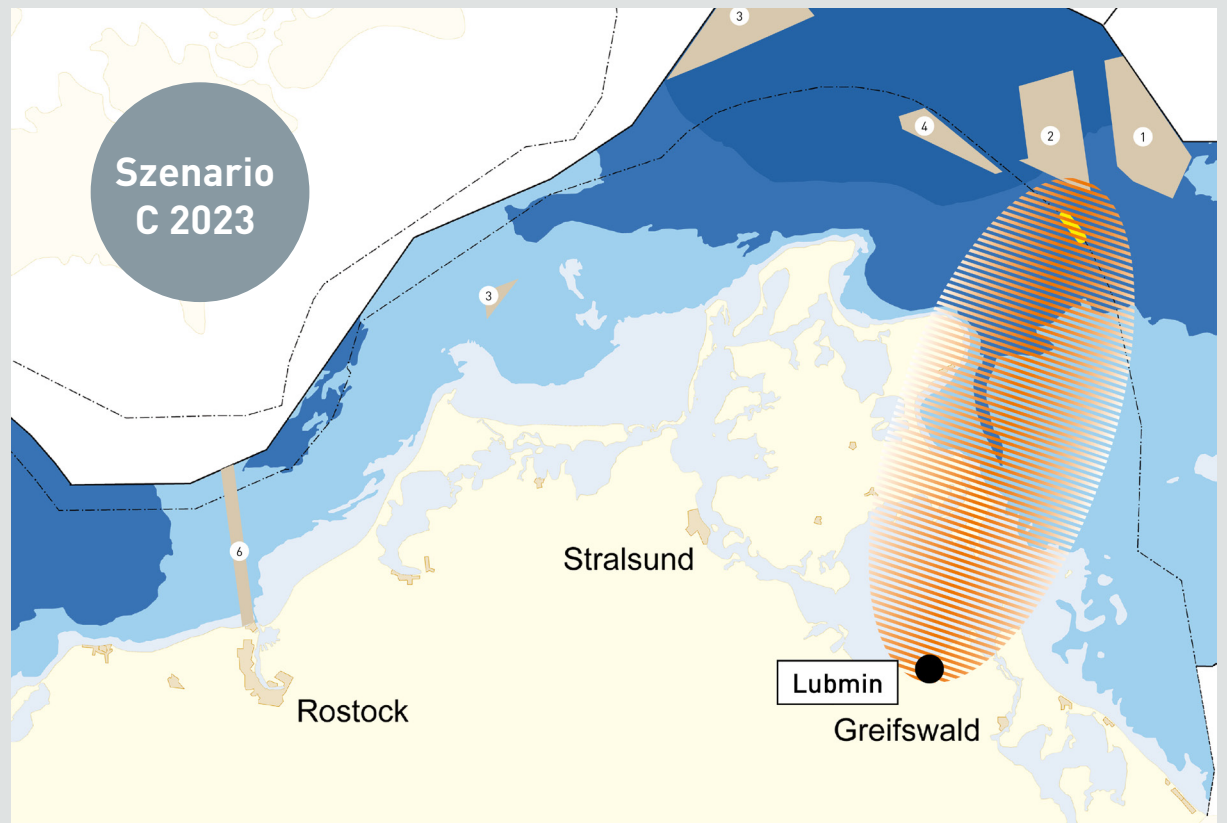 3
4
2
1
Szenario
C 2023
3
6
Stralsund
Lubmin
Rostock
Greifswald